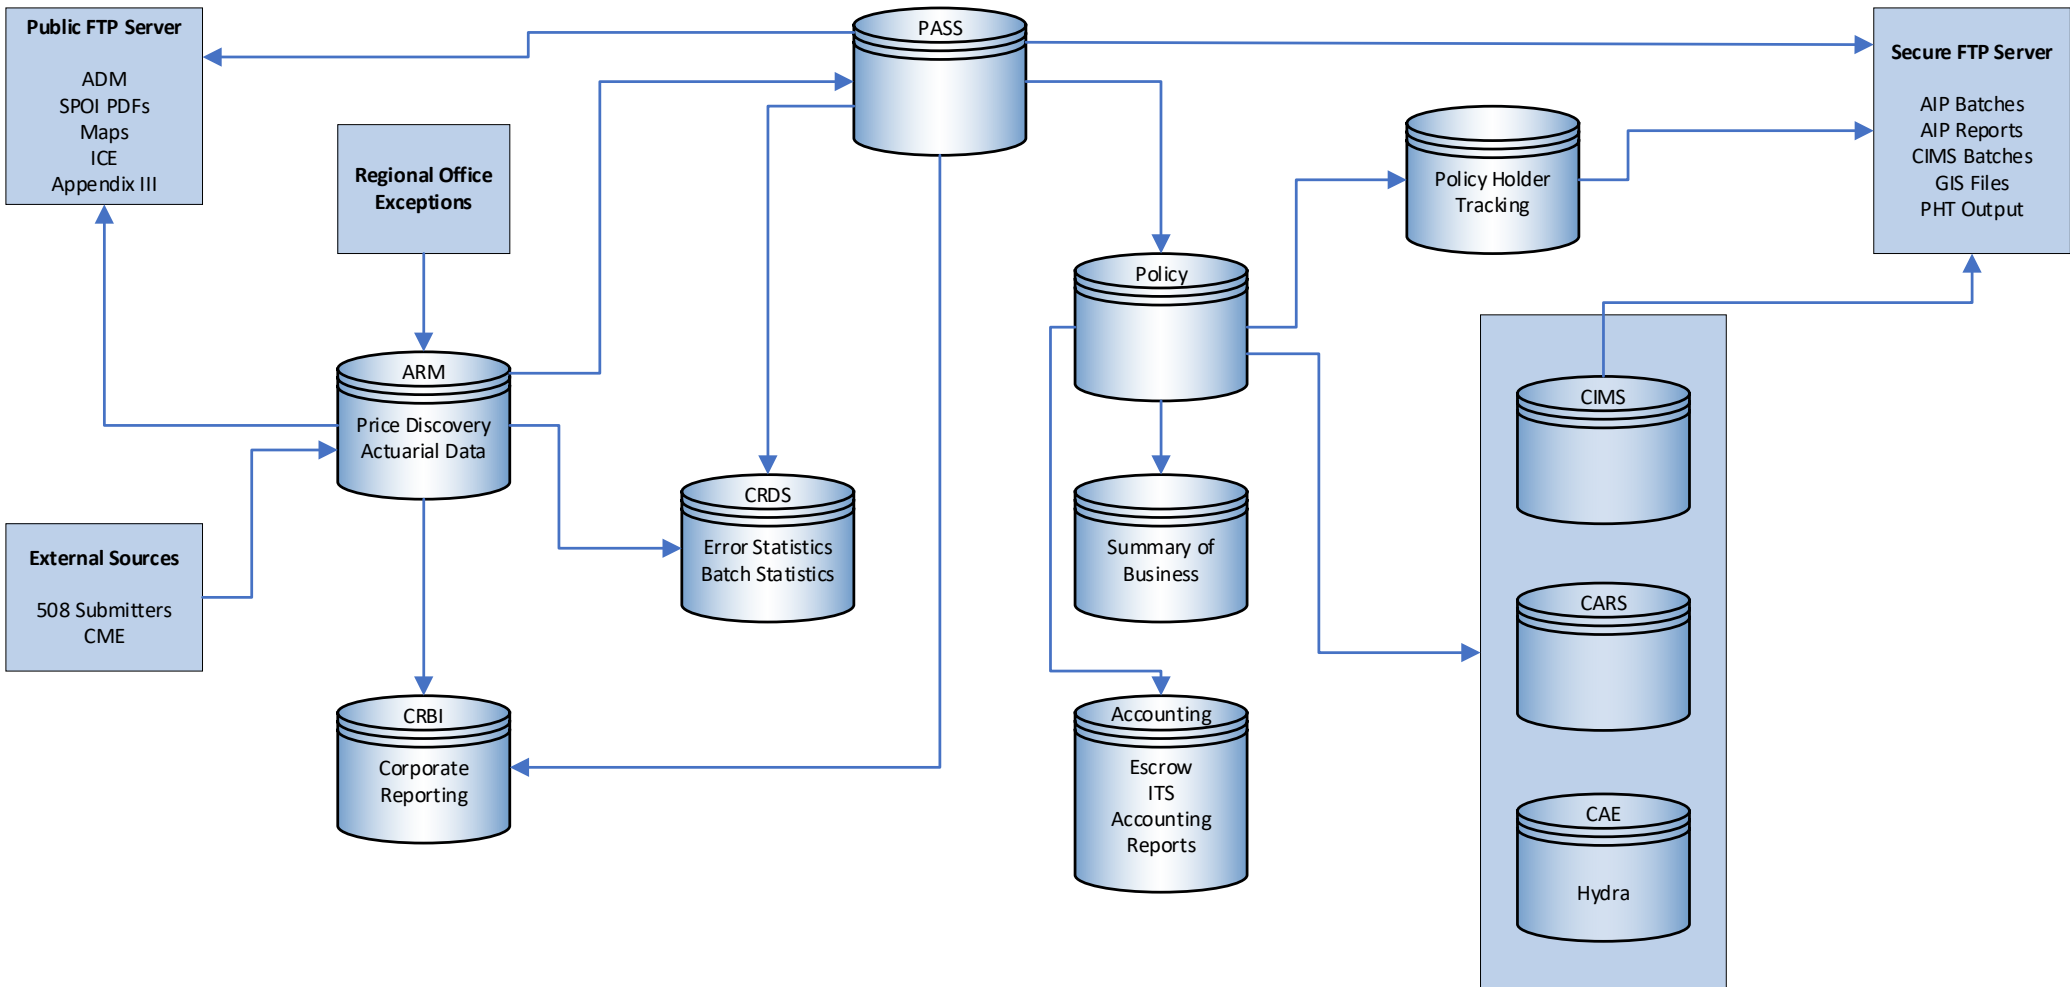 Public FTP Server
ADM
SPOI PDFs
Maps
ICE
Appendix III
PASS
Secure FTP Server
AIP Batches
AIP Reports
CIMS Batches
GIS Files
PHT Output
Regional Office
Exceptions
Policy Holder
Tracking
Policy
ARM
Price Discovery
Actuarial Data
CIMS
CRDS
Error Statistics
Batch Statistics
Summary of
Business
External Sources
508 Submitters
CME
CARS
CRBI
Corporate
Reporting
Accounting
Escrow
ITS
Accounting
Reports
CAE
Hydra